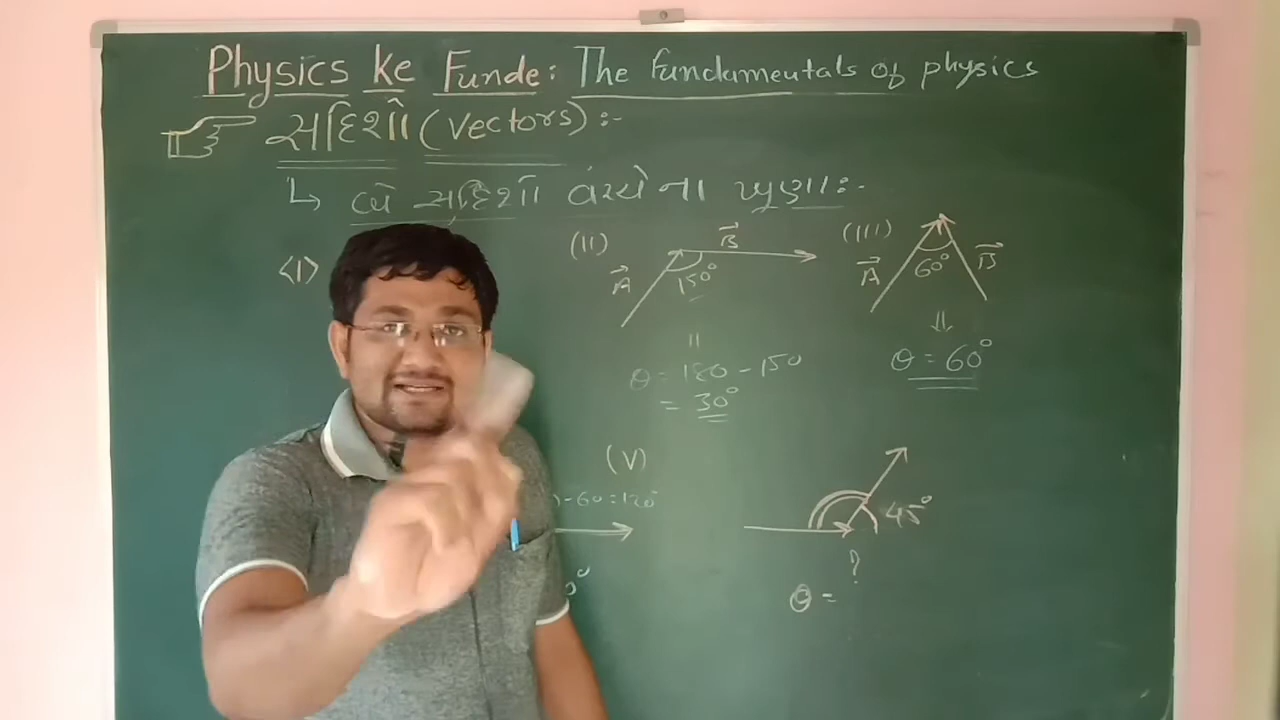 Physics ke Funde: The fundamentals of physics
સદિશો (Vectors) :-
↳ બે સદિશો વચ્ચે ના ખુણા:-
<I>
(II) A B 150°
θ = 180 - 150
= 30°
(III) A 60° B
⇓
θ = 60°
(V)
-60 = 120°
45°
?
θ =